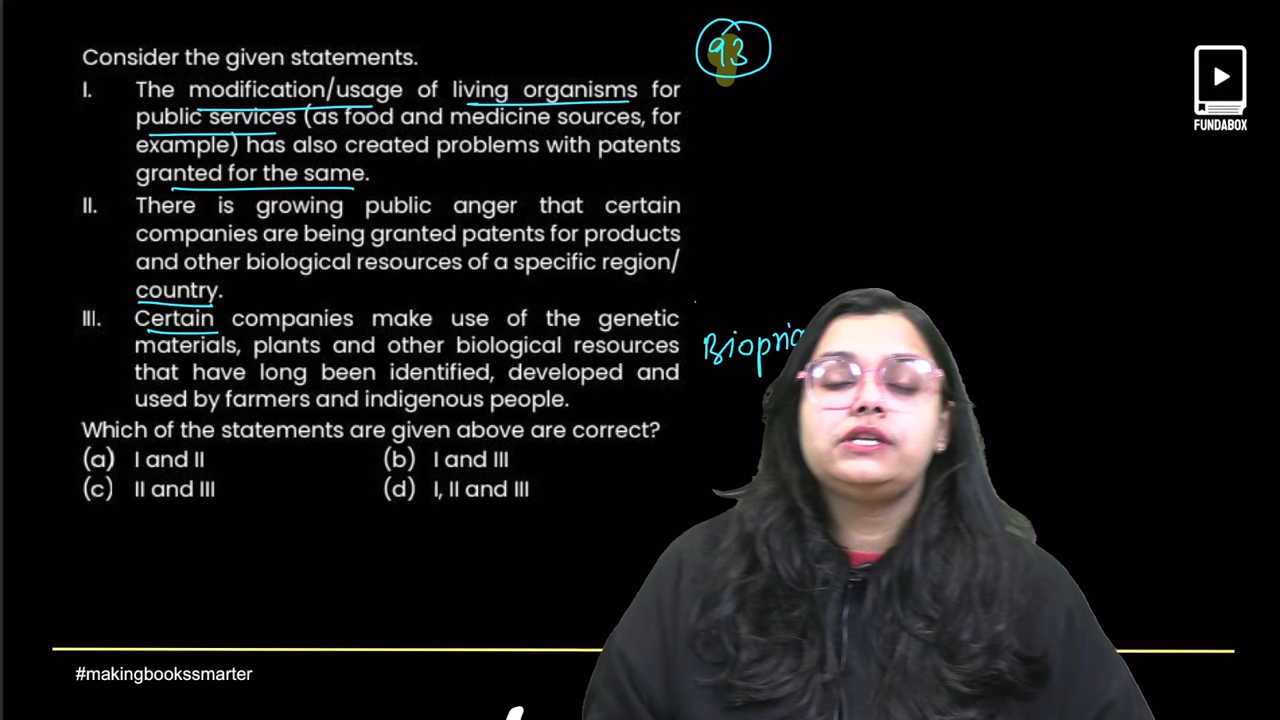 93
Consider the given statements.
I. The modification/usage of living organisms for
public services (as food and medicine sources, for
example) has also created problems with patents
granted for the same.
II. There is growing public anger that certain
companies are being granted patents for products
and other biological resources of a specific region/
country.
III. Certain companies make use of the genetic
materials, plants and other biological resources
that have long been identified, developed and
used by farmers and indigenous people.
Which of the statements are given above are correct?
(a) I and II (b) I and III
(c) II and III (d) I, II and III
FUNDABOX
#makingbookssmarter